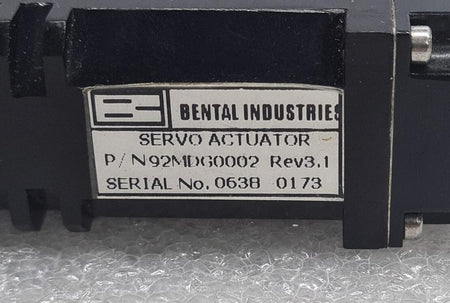 BENTAL INDUSTRIES
SERVO ACTUATOR
P/N 92MDG0002 Rev3.1
SERIAL No. 0638 0173